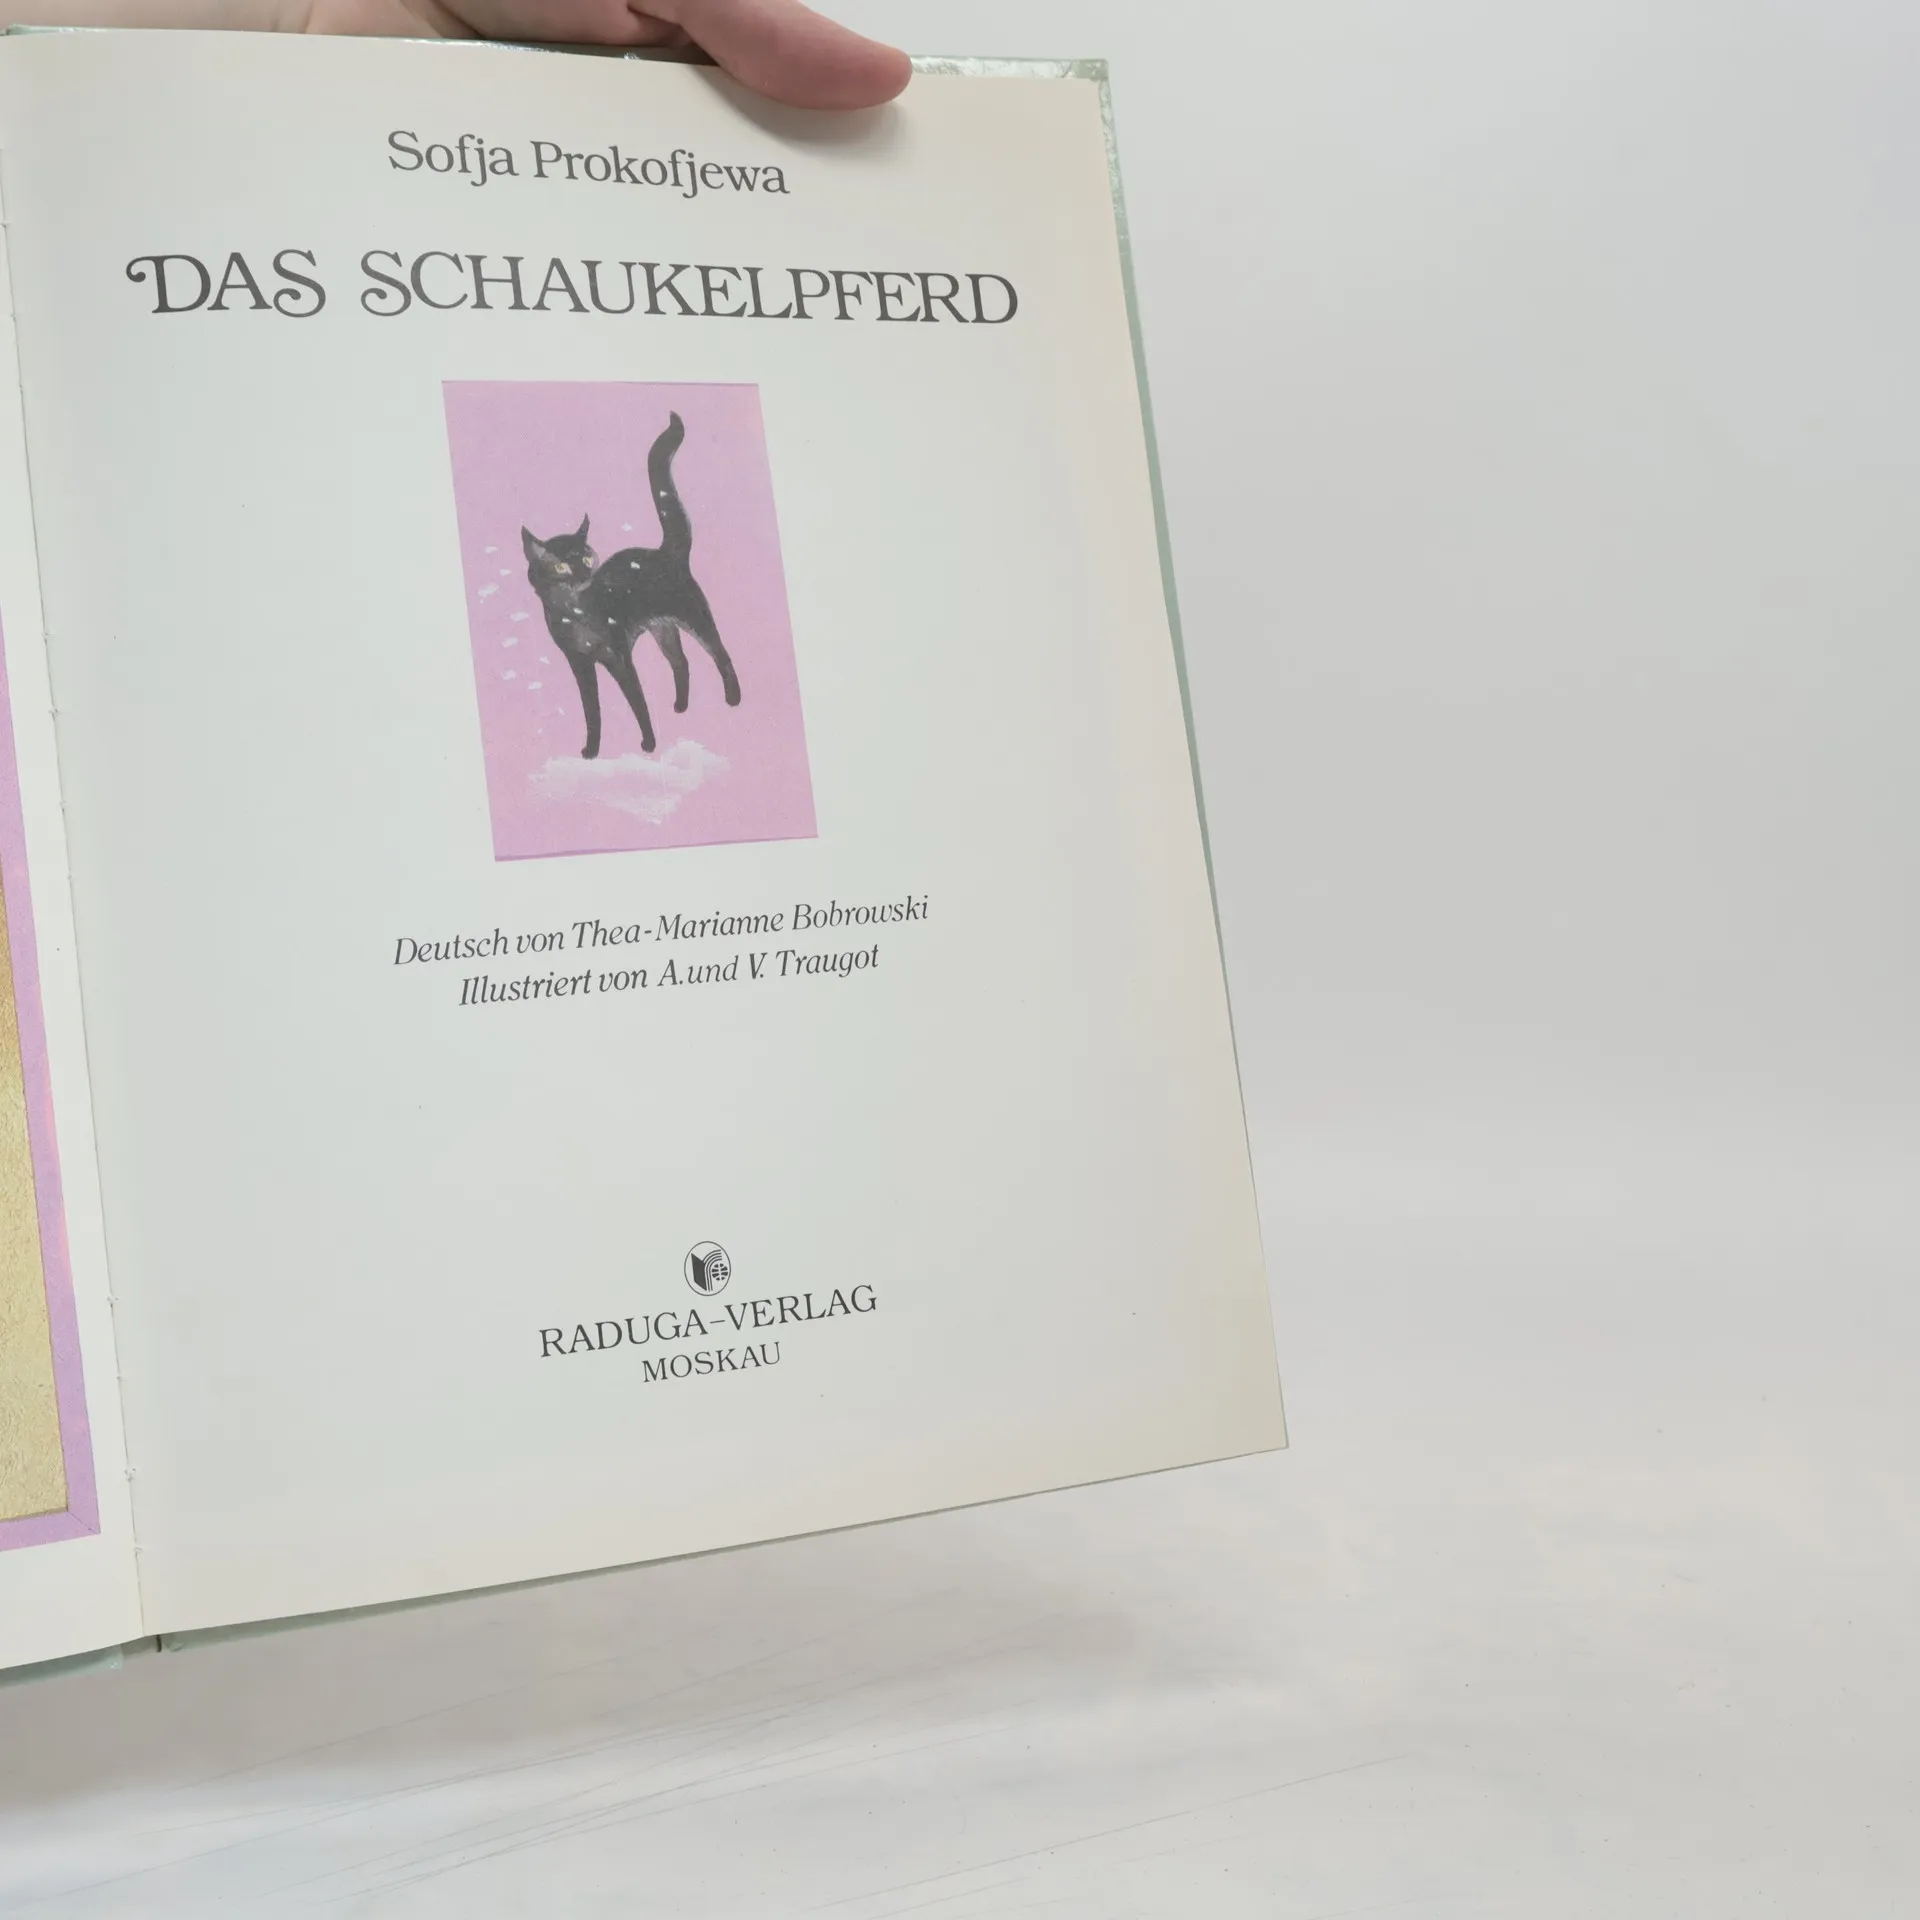 Sofja Prokofjewa
DAS SCHAUKELPFERD
Deutsch von Thea-Marianne Bobrowski
Illustriert von A. und V. Traugot
RADUGA-VERLAG
MOSKAU